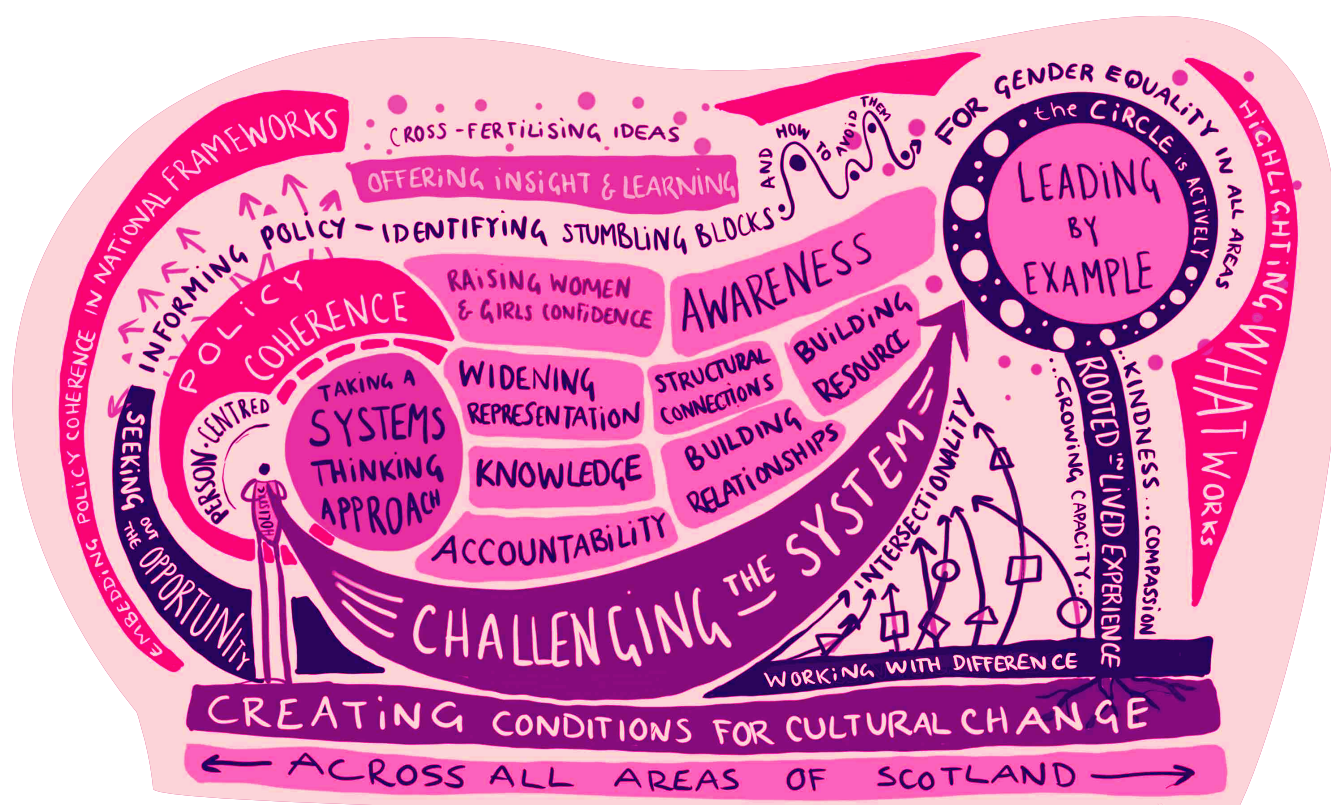 EMBEDDING POLICY COHERENCE IN NATIONAL FRAMEWORKS
CROSS-FERTILISING IDEAS
OFFERING INSIGHT & LEARNING
INFORMING POLICY - IDENTIFYING STUMBLING BLOCKS
AND HOW TO AVOID THEM
FOR GENDER EQUALITY IN ALL AREAS
the CIRCLE IS ACTIVELY
LEADING
BY
EXAMPLE
HIGHLIGHTING WHAT WORKS
POLICY
COHERENCE
PERSON-CENTRED
HOLISTIC
SEEKING OUT
THE OPPORTUNITY
TAKING A
SYSTEMS
THINKING
APPROACH
RAISING WOMEN
& GIRLS CONFIDENCE
AWARENESS
WIDENING
REPRESENTATION
STRUCTURAL
CONNECTIONS
BUILDING
RESOURCE
KNOWLEDGE
BUILDING
RELATIONSHIPS
ACCOUNTABILITY
CHALLENGING THE SYSTEM
INTERSECTIONALITY
...GROWING CAPACITY...
ROOTED IN LIVED EXPERIENCE
...KINDNESS...COMPASSION
WORKING WITH DIFFERENCE
CREATING CONDITIONS FOR CULTURAL CHANGE
ACROSS ALL AREAS OF SCOTLAND